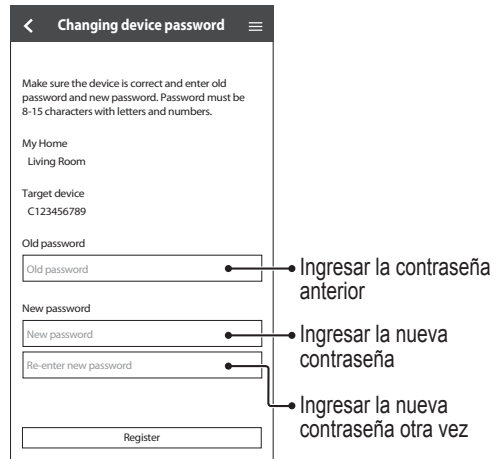 Changing device password
Make sure the device is correct and enter old
password and new password. Password must be
8-15 characters with letters and numbers.
My Home
Living Room
Target device
C123456789
Old password
Old password
Ingresar la contraseña
anterior
New password
New password
Ingresar la nueva
contraseña
Re-enter new password
Ingresar la nueva
contraseña otra vez
Register